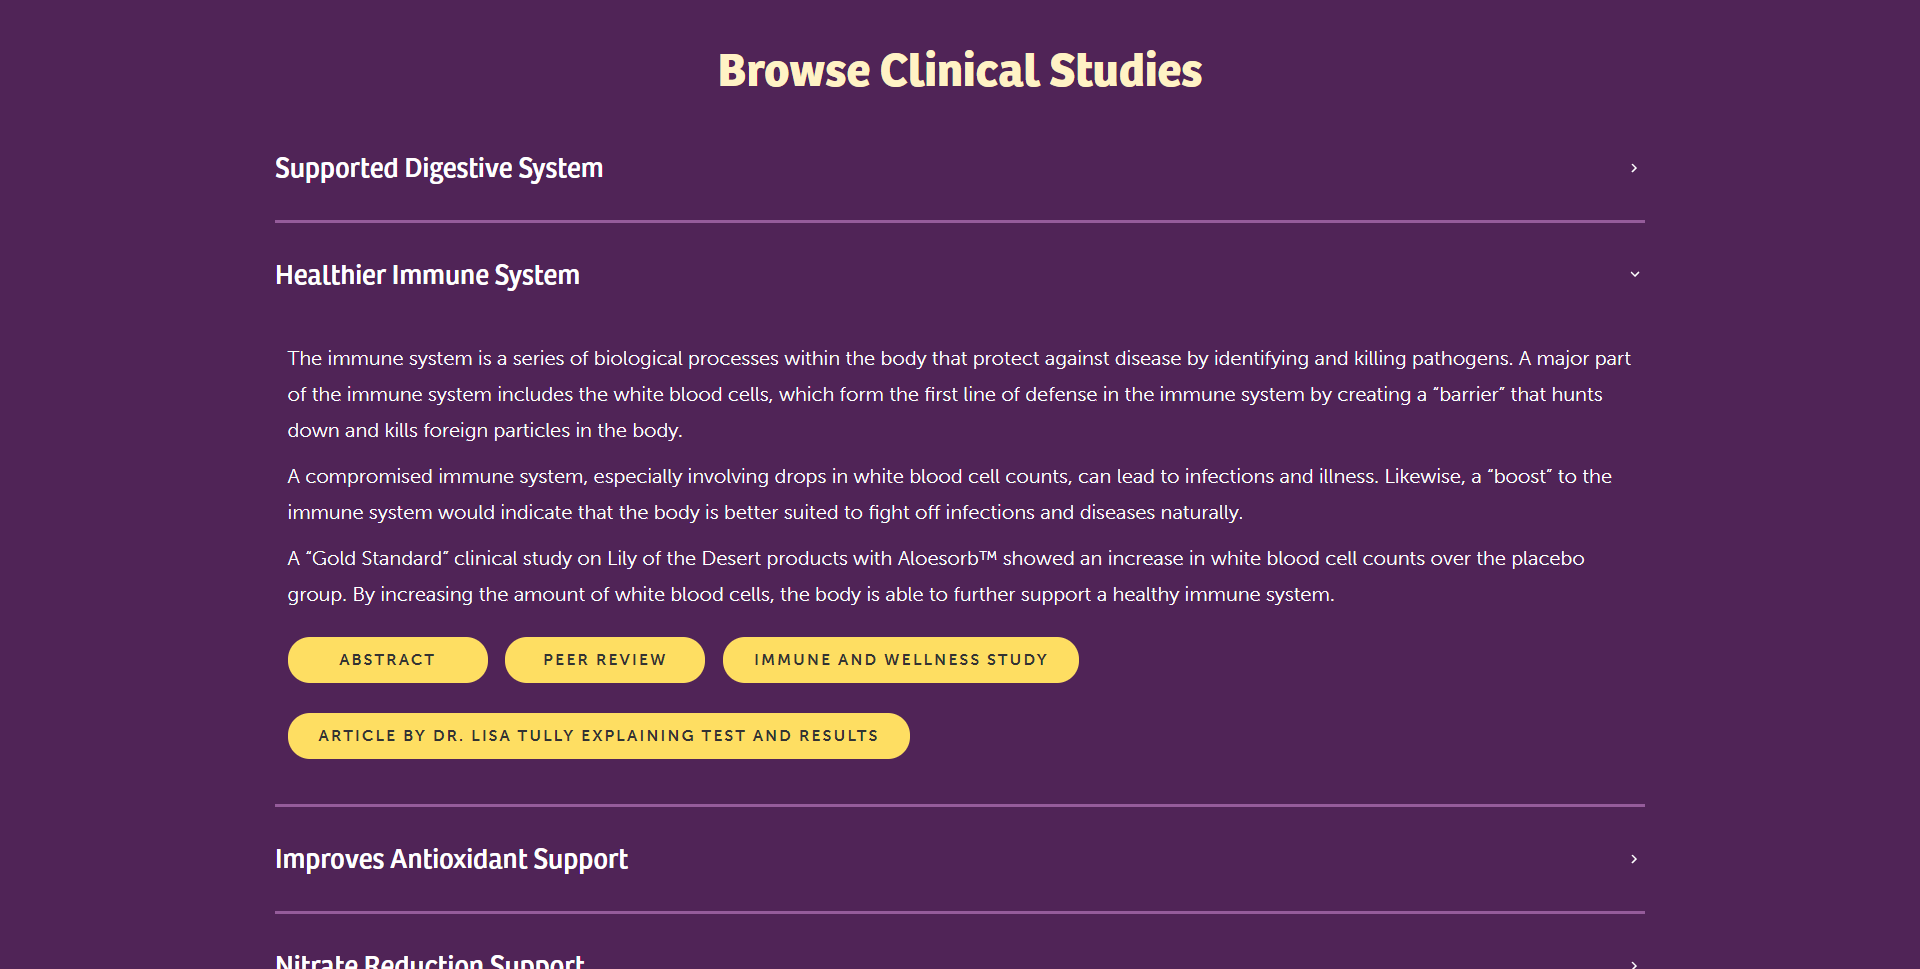 Browse Clinical Studies
Supported Digestive System
Healthier Immune System
The immune system is a series of biological processes within the body that protect against disease by identifying and killing pathogens. A major part
of the immune system includes the white blood cells, which form the first line of defense in the immune system by creating a “barrier” that hunts
down and kills foreign particles in the body.
A compromised immune system, especially involving drops in white blood cell counts, can lead to infections and illness. Likewise, a “boost” to the
immune system would indicate that the body is better suited to fight off infections and diseases naturally.
A “Gold Standard” clinical study on Lily of the Desert products with Aloesorb™ showed an increase in white blood cell counts over the placebo
group. By increasing the amount of white blood cells, the body is able to further support a healthy immune system.
ABSTRACT PEER REVIEW IMMUNE AND WELLNESS STUDY
ARTICLE BY DR. LISA TULLY EXPLAINING TEST AND RESULTS
Improves Antioxidant Support
Nitrate Reduction Support